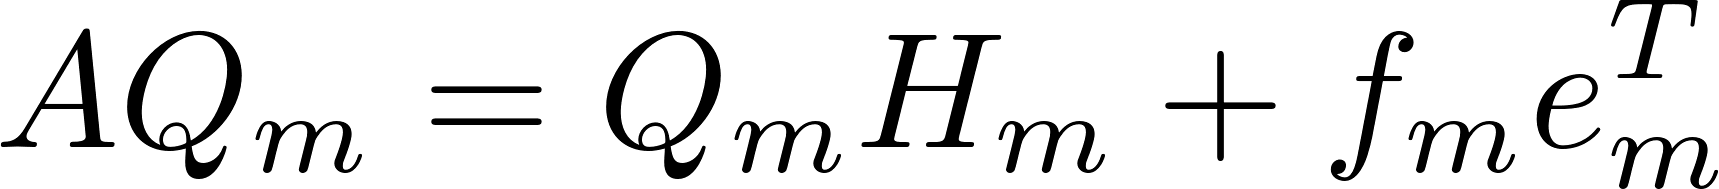 $AQ_m = Q_m H_m + f_m e_m^T$